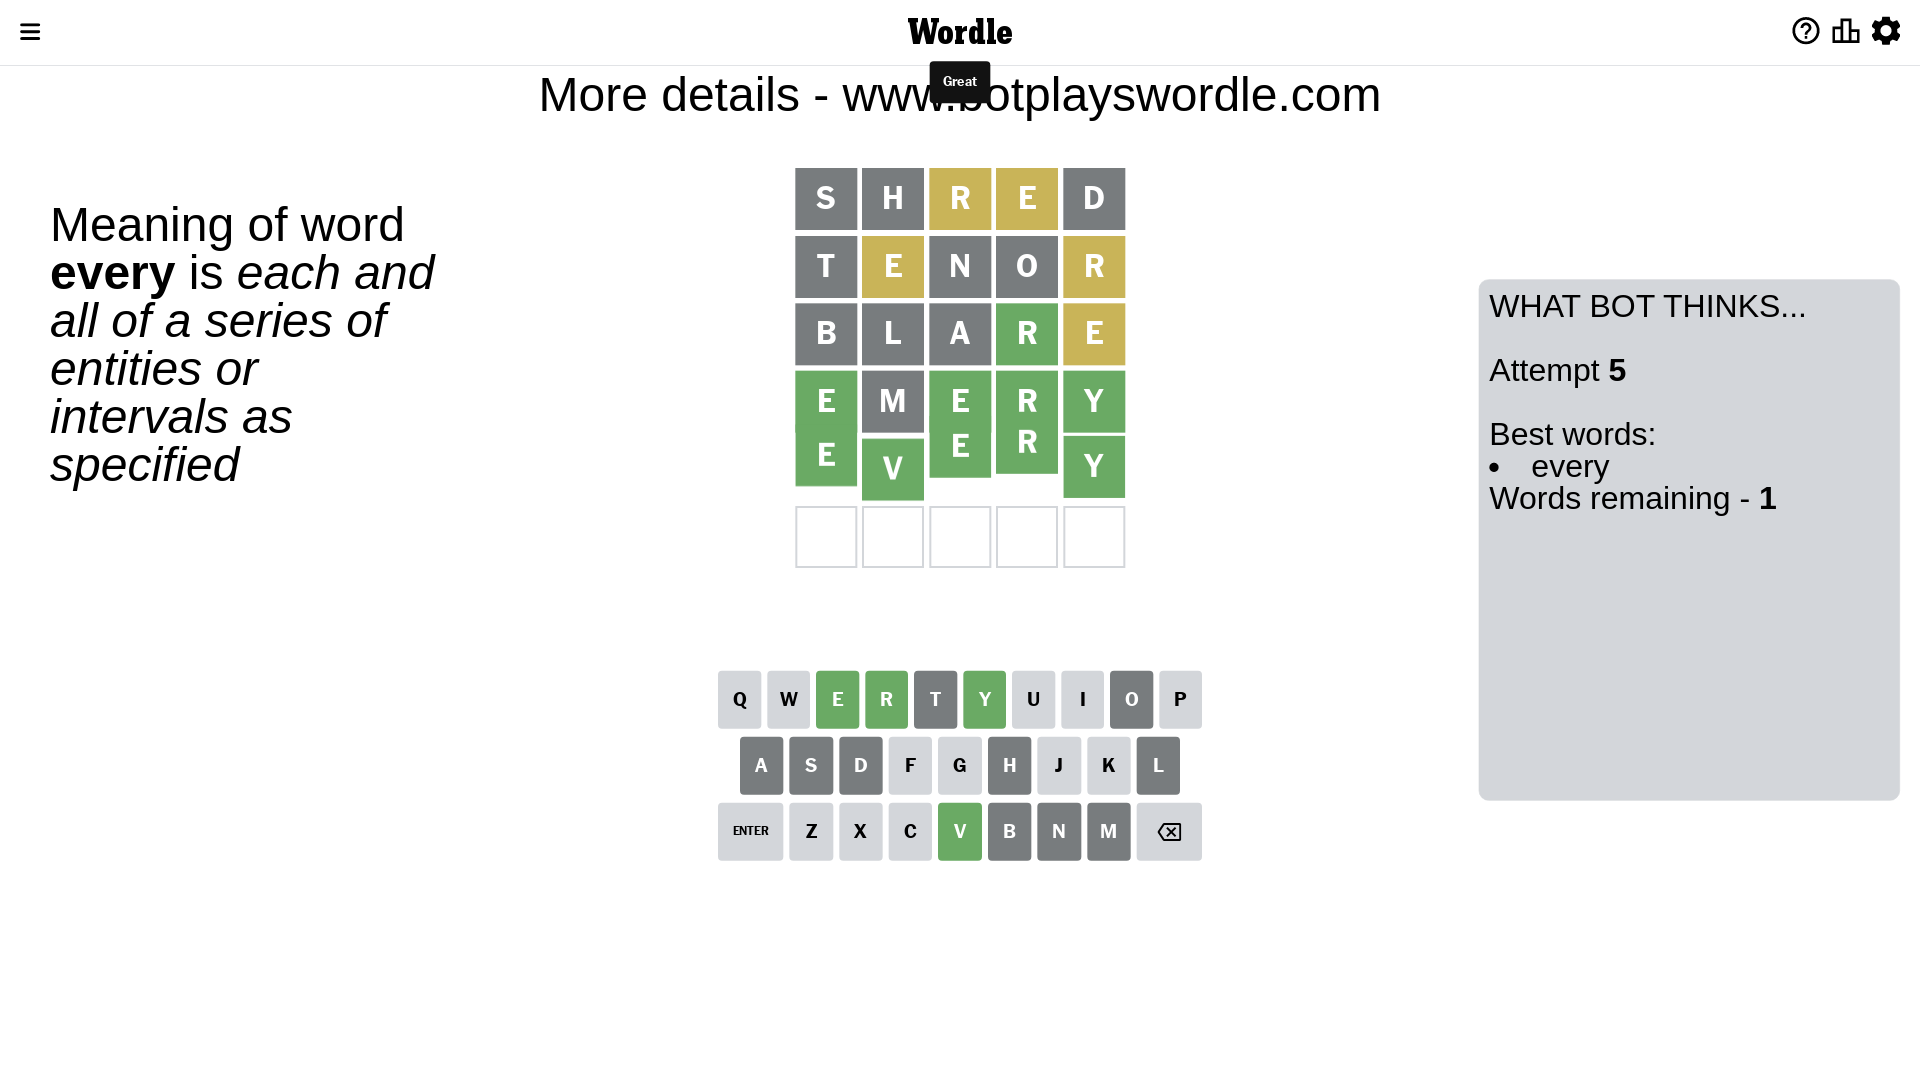 Wordle
Great
More details - www.botplayswordle.com
Meaning of word
every is each and
all of a series of
entities or
intervals as
specified
S H R E D
T E N O R
B L A R E
E M E R Y
E V E R Y
WHAT BOT THINKS...
Attempt 5
Best words:
• every
Words remaining - 1
Q W E R T Y U I O P
A S D F G H J K L
ENTER Z X C V B N M